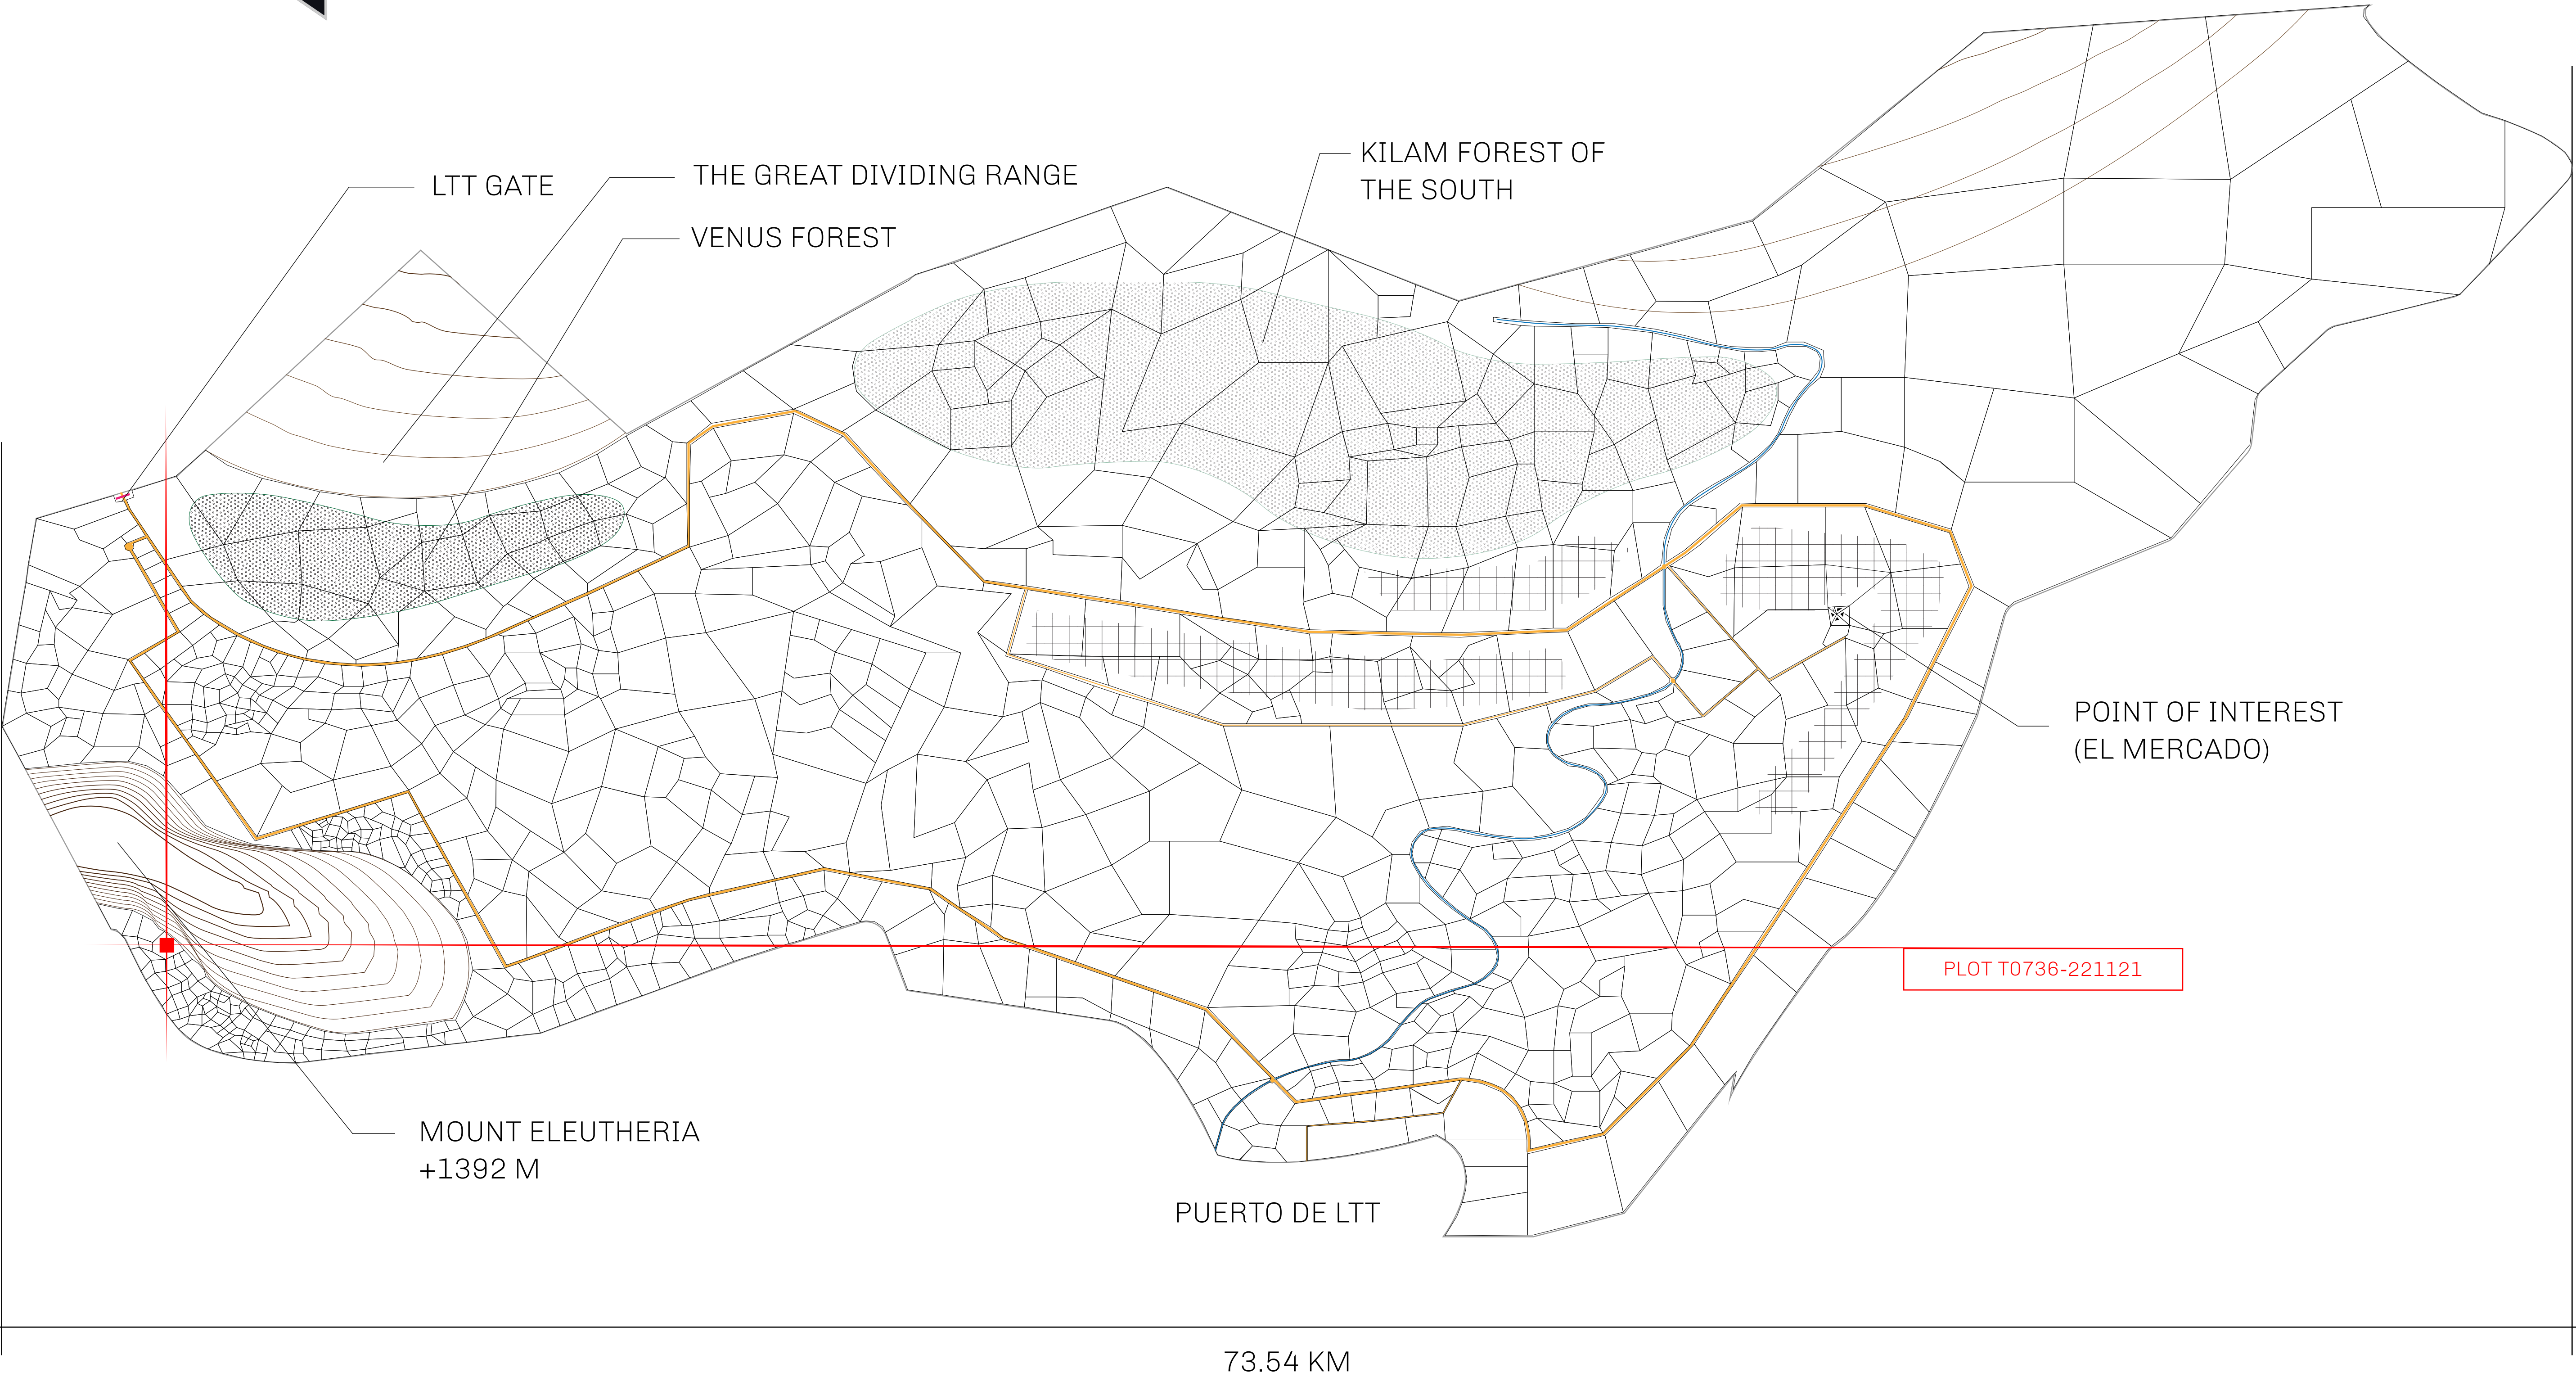 KILAM FOREST OF
THE SOUTH
LTT GATE
THE GREAT DIVIDING RANGE
VENUS FOREST
POINT OF INTEREST
(EL MERCADO)
PLOT T0736-221121
MOUNT ELEUTHERIA
+1392 M
PUERTO DE LTT
73.54 KM